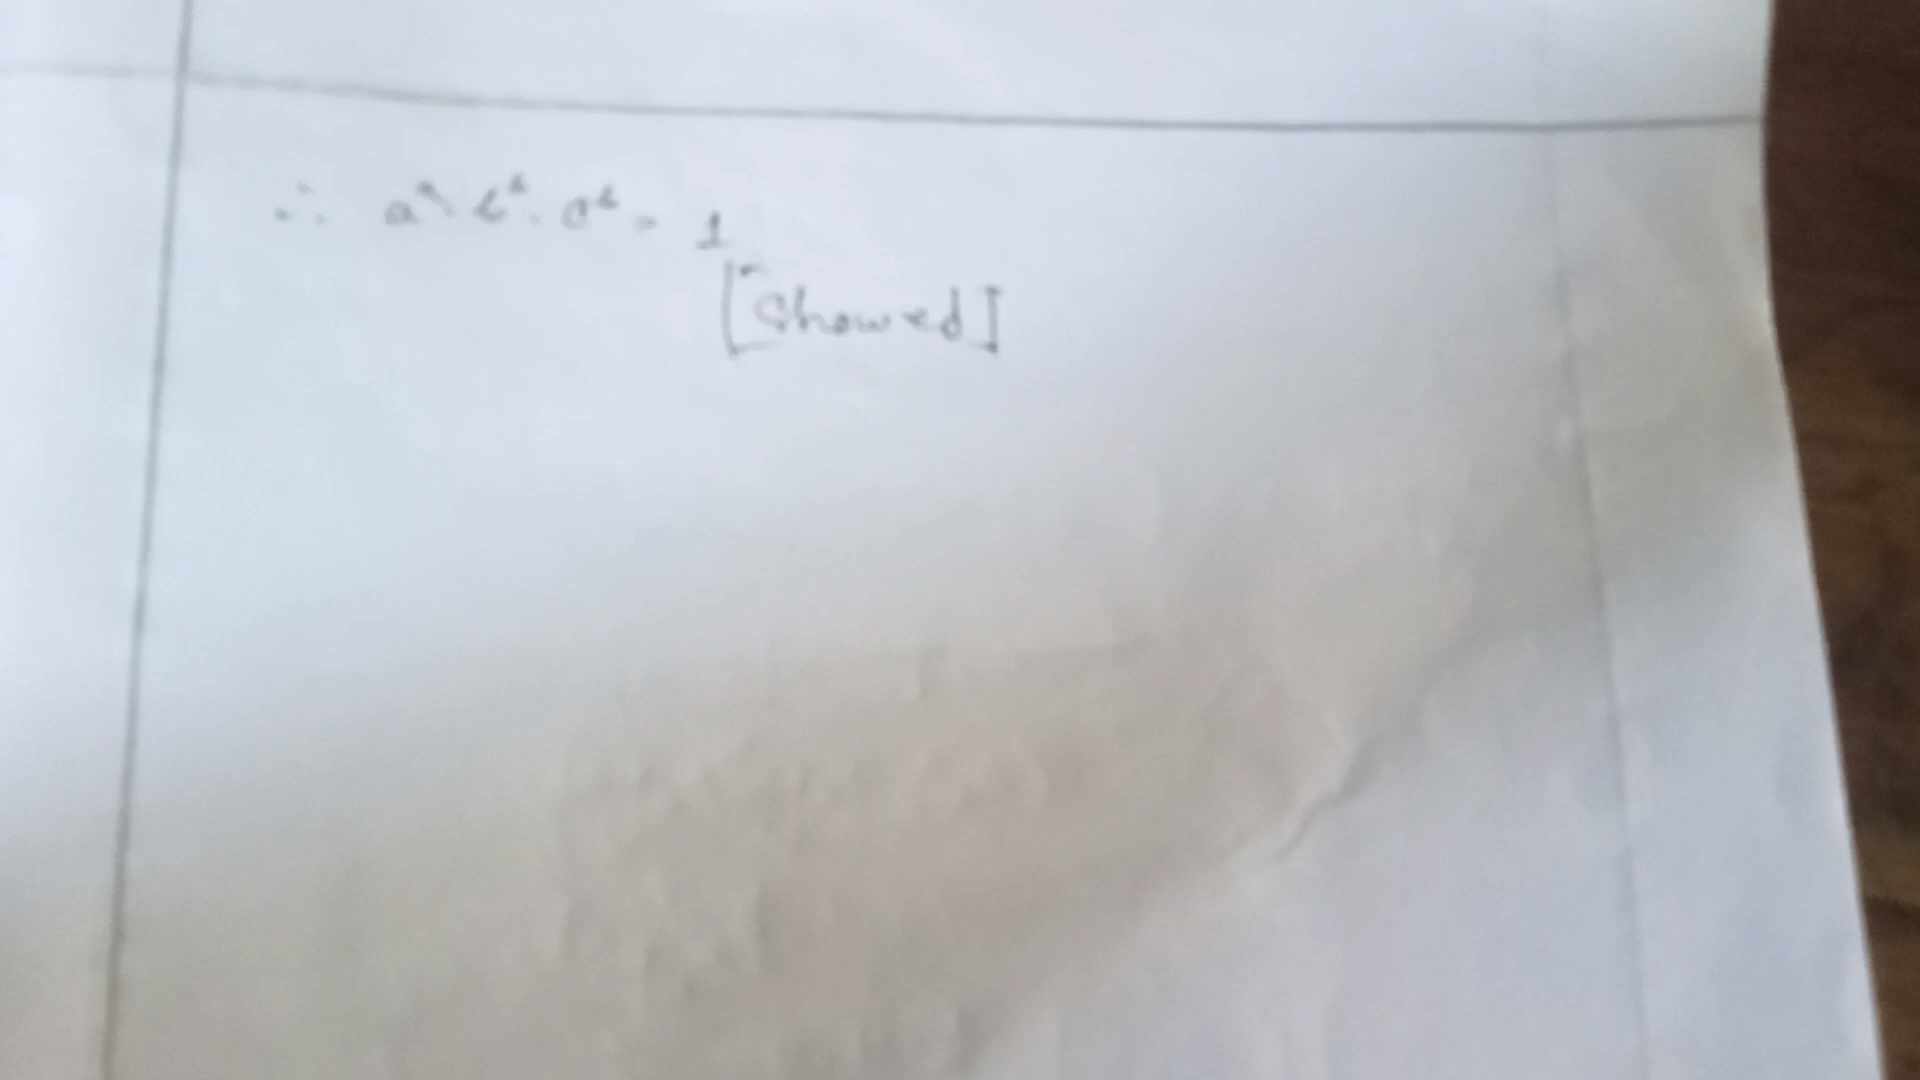 ∴ a^a . b^b . c^c = 1
[Showed]